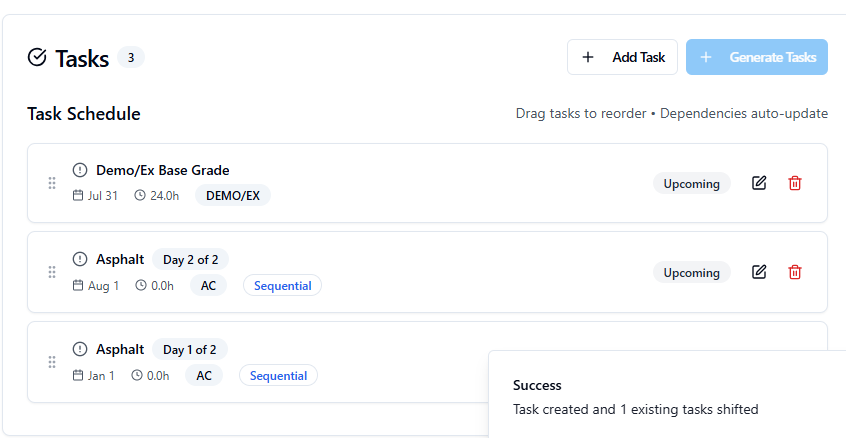 Tasks 3
+ Add Task
+ Generate Tasks
Task Schedule
Drag tasks to reorder • Dependencies auto-update
Demo/Ex Base Grade
Jul 31 24.0h DEMO/EX
Upcoming
Asphalt Day 2 of 2
Aug 1 0.0h AC Sequential
Upcoming
Asphalt Day 1 of 2
Jan 1 0.0h AC Sequential
Success
Task created and 1 existing tasks shifted